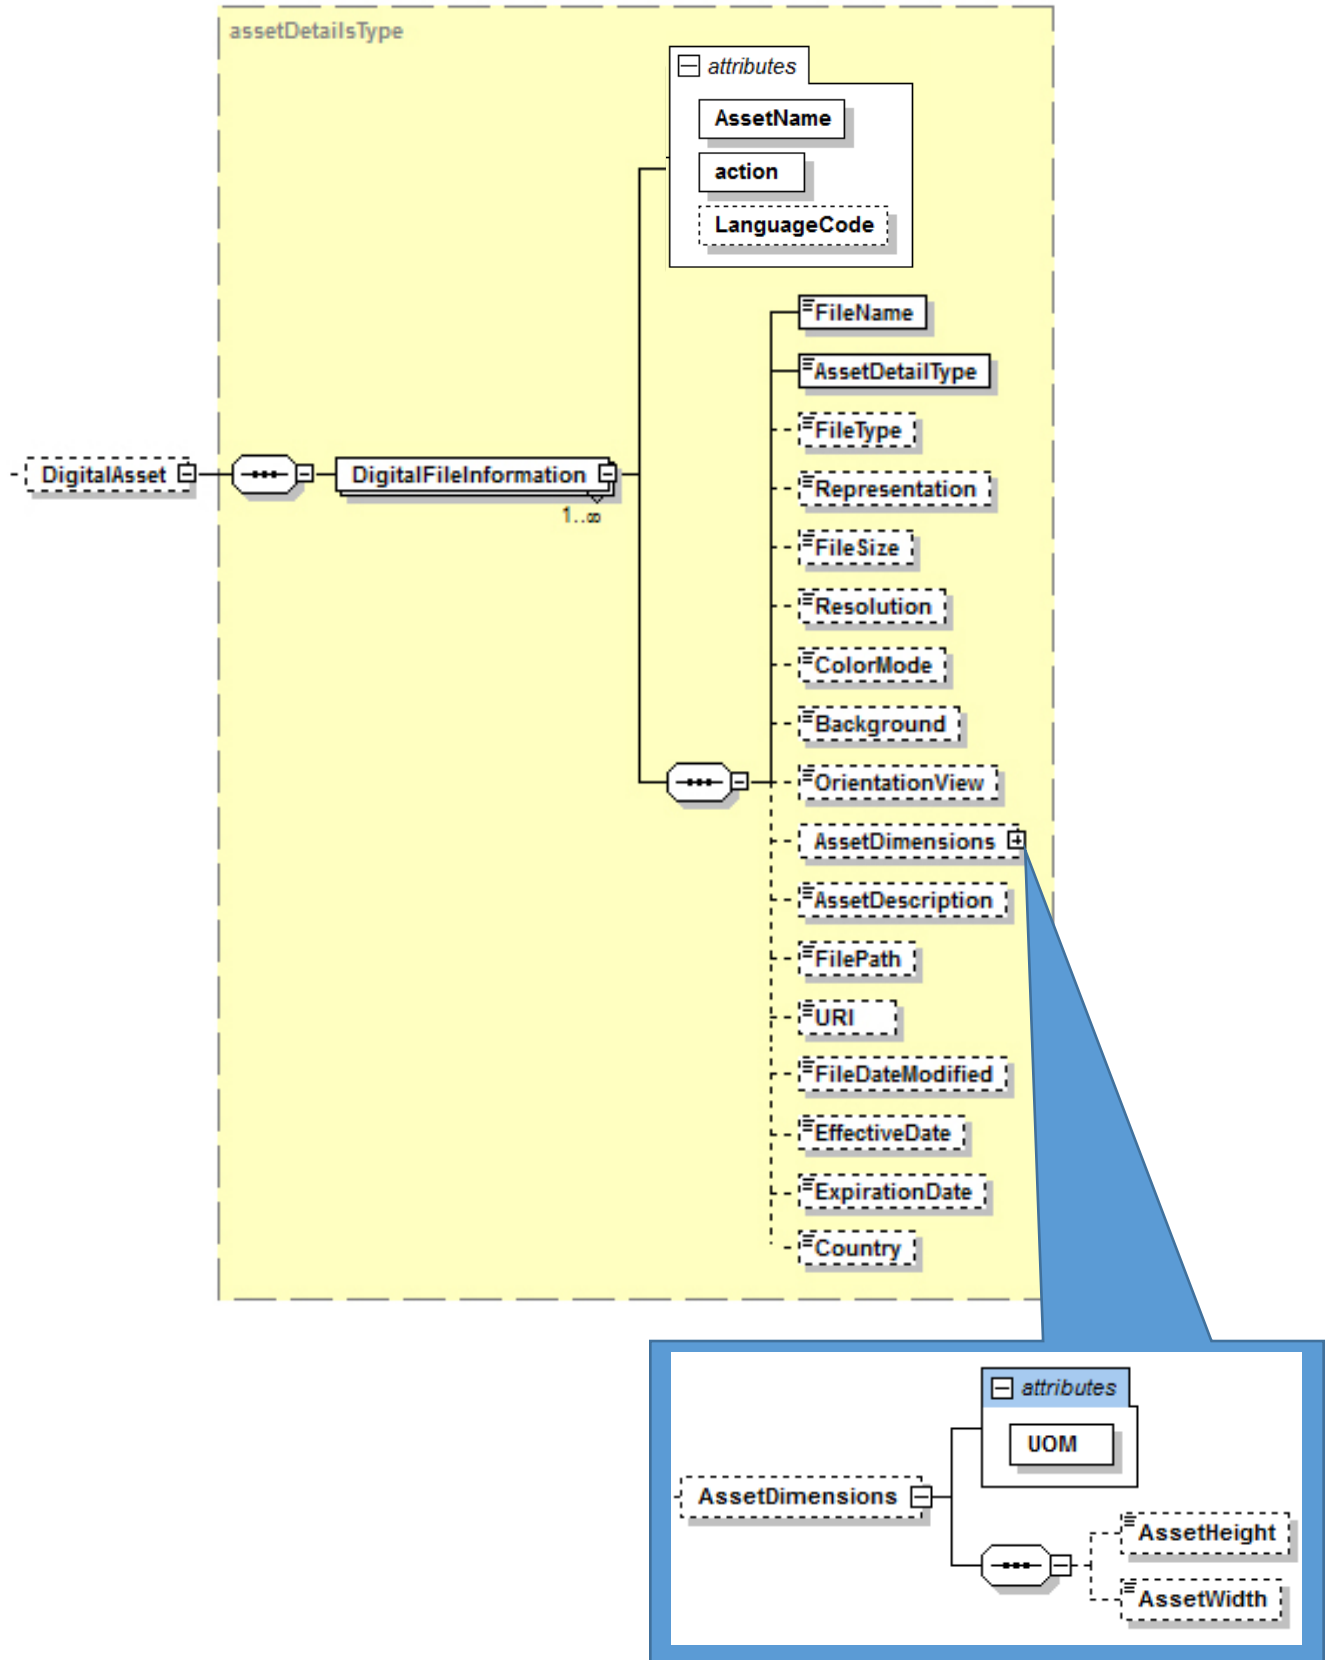 assetDetailsType
attributes
AssetName
action
LanguageCode
FileName
AssetDetailType
FileType
DigitalAsset
DigitalFileInformation
1..∞
Representation
FileSize
Resolution
ColorMode
Background
OrientationView
AssetDimensions
AssetDescription
FilePath
URI
FileDateModified
EffectiveDate
ExpirationDate
Country
attributes
UOM
AssetDimensions
AssetHeight
AssetWidth